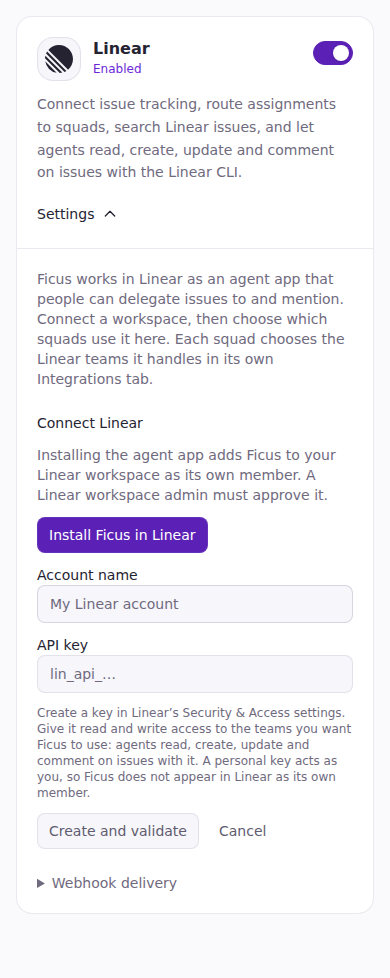 Linear
Enabled
Connect issue tracking, route assignments
to squads, search Linear issues, and let
agents read, create, update and comment
on issues with the Linear CLI.
Settings
Ficus works in Linear as an agent app that
people can delegate issues to and mention.
Connect a workspace, then choose which
squads use it here. Each squad chooses the
Linear teams it handles in its own
Integrations tab.
Connect Linear
Installing the agent app adds Ficus to your
Linear workspace as its own member. A
Linear workspace admin must approve it.
Install Ficus in Linear
Account name
My Linear account
API key
lin_api_...
Create a key in Linear’s Security & Access settings.
Give it read and write access to the teams you want
Ficus to use: agents read, create, update and
comment on issues with it. A personal key acts as
you, so Ficus does not appear in Linear as its own
member.
Create and validate
Cancel
Webhook delivery